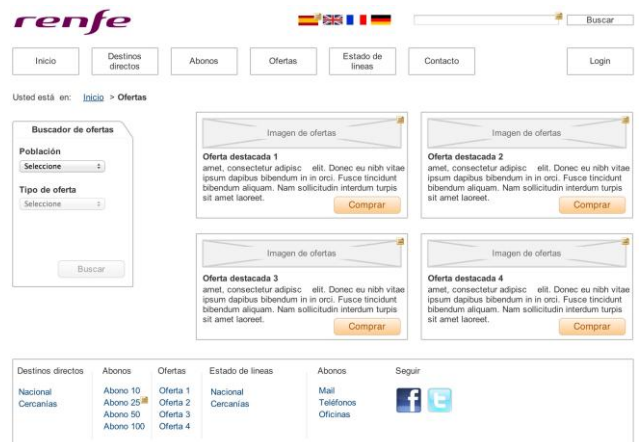 renfe
Buscar
Inicio
Destinos
directos
Abonos
Ofertas
Estado de
líneas
Contacto
Login
Usted está en: Inicio > Ofertas
Buscador de ofertas
Población
Seleccione
Tipo de oferta
Seleccione
Buscar
Imagen de ofertas
Oferta destacada 1
amet, consectetur adipisc elit. Donec eu nibh vitae
ipsum dapibus bibendum in in orci. Fusce tincidunt
bibendum aliquam. Nam sollicitudin interdum turpis
sit amet laoreet.
Comprar
Imagen de ofertas
Oferta destacada 2
amet, consectetur adipisc elit. Donec eu nibh vitae
ipsum dapibus bibendum in in orci. Fusce tincidunt
bibendum aliquam. Nam sollicitudin interdum turpis
sit amet laoreet.
Comprar
Imagen de ofertas
Oferta destacada 3
amet, consectetur adipisc elit. Donec eu nibh vitae
ipsum dapibus bibendum in in orci. Fusce tincidunt
bibendum aliquam. Nam sollicitudin interdum turpis
sit amet laoreet.
Comprar
Imagen de ofertas
Oferta destacada 4
amet, consectetur adipisc elit. Donec eu nibh vitae
ipsum dapibus bibendum in in orci. Fusce tincidunt
bibendum aliquam. Nam sollicitudin interdum turpis
sit amet laoreet.
Comprar
Destinos directos
Nacional
Cercanías
Abonos
Abono 10
Abono 25
Abono 50
Abono 100
Ofertas
Oferta 1
Oferta 2
Oferta 3
Oferta 4
Estado de líneas
Nacional
Cercanías
Abonos
Mail
Teléfonos
Oficinas
Seguir
f
t